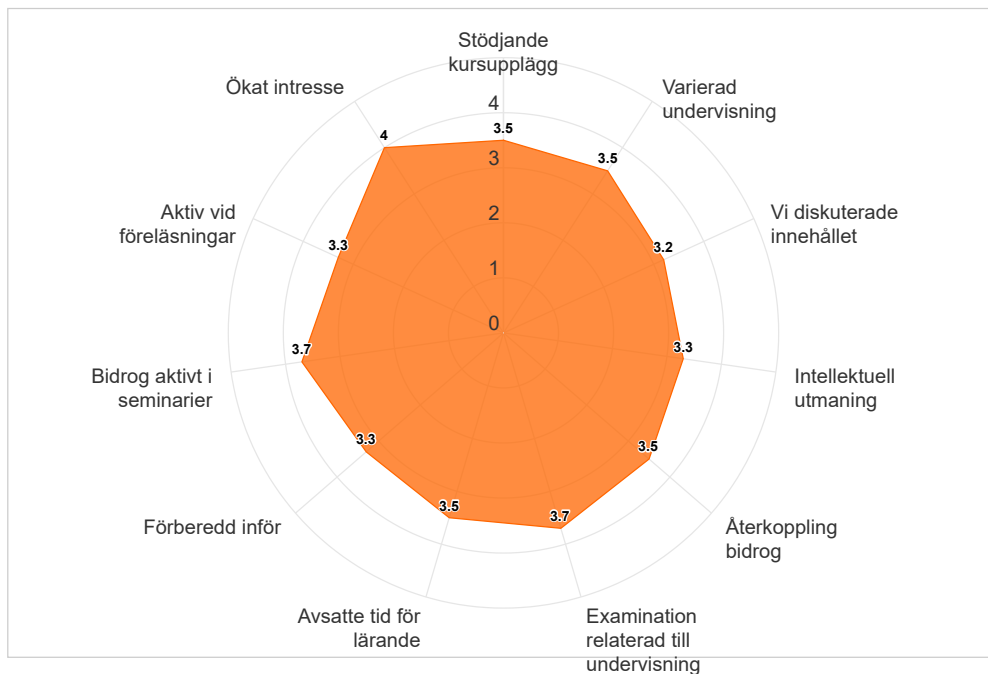 Stödjande
kursupplägg
Ökat intresse
Varierad
undervisning
4
3.5
4
3.5
3
Aktiv vid
föreläsningar
Vi diskuterade
innehållet
2
3.3
3.2
1
0
3.7
3.3
Bidrog aktivt i
seminarier
Intellektuell
utmaning
3.3
3.5
Förberedd inför
Återkoppling
bidrog
3.5
3.7
Avsatte tid för
lärande
Examination
relaterad till
undervisning